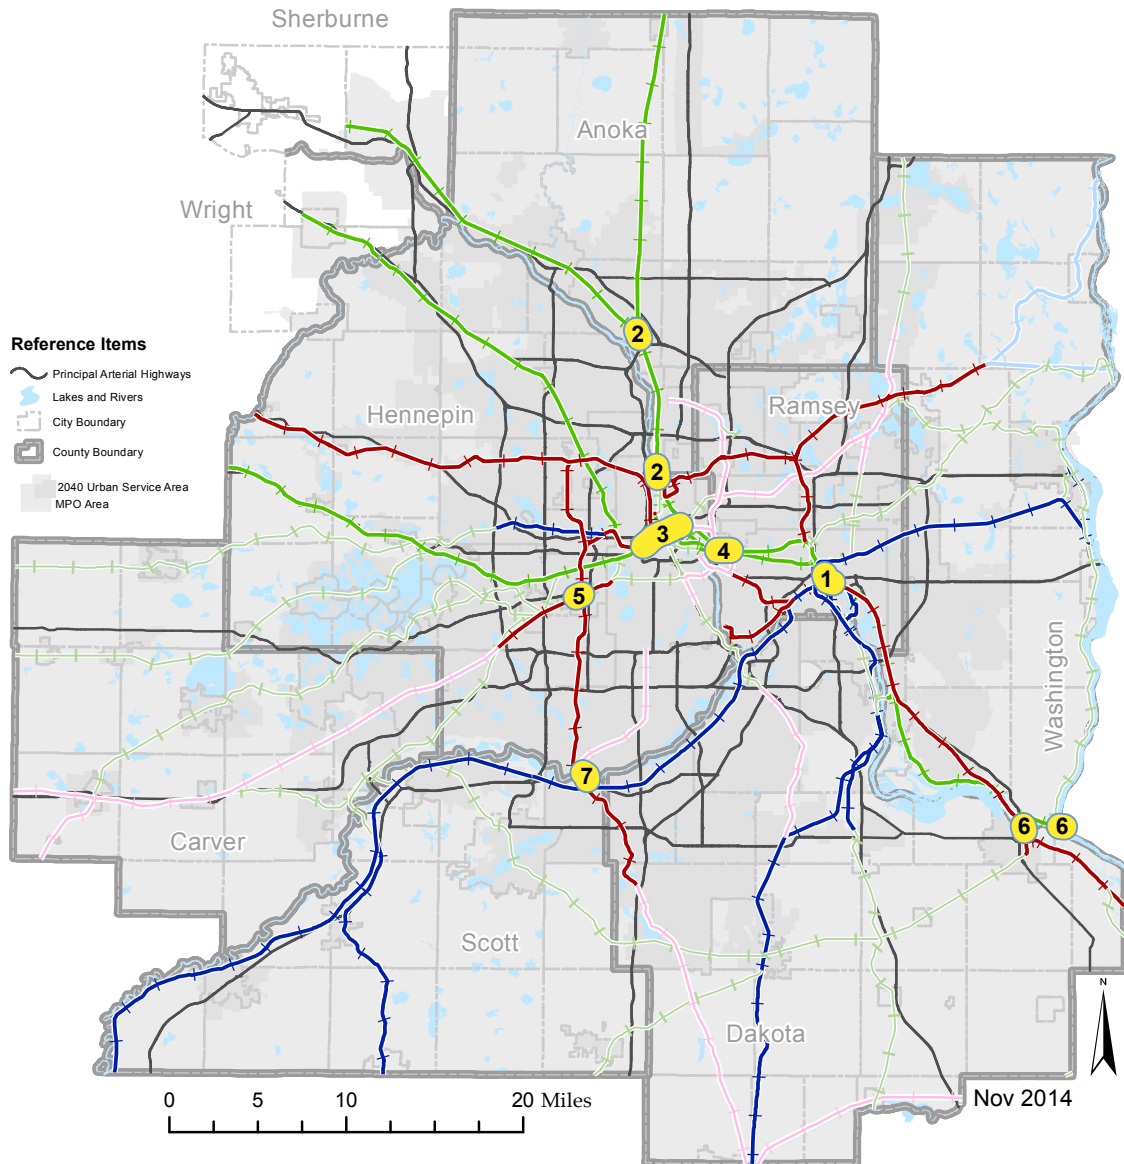 Sherburne
Anoka
Wright
2
Reference Items
Principal Arterial Highways
Lakes and Rivers
City Boundary
County Boundary
2040 Urban Service Area
MPO Area
Hennepin
Ramsey
2
3
4
1
5
Washington
7
6
6
Carver
Scott
N
Dakota
0 5 10 20 Miles
Nov 2014